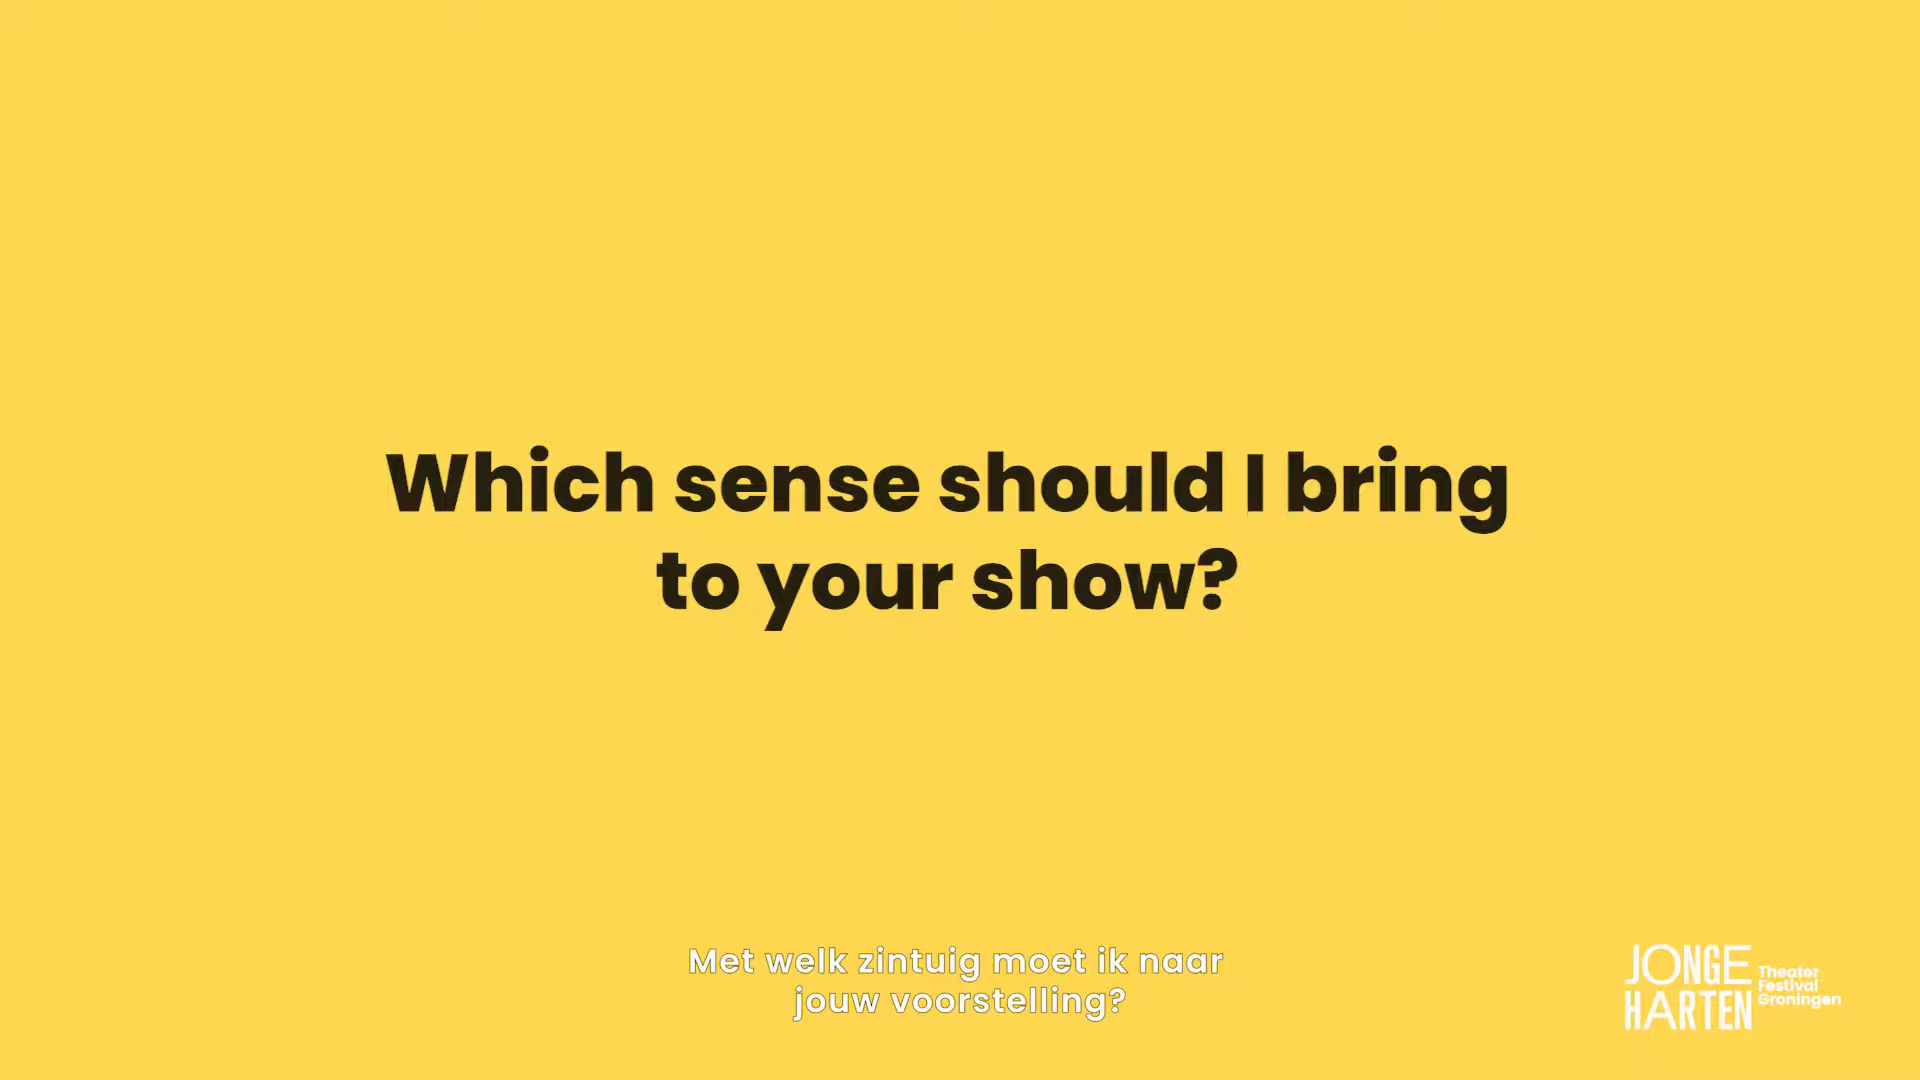 Which sense should I bring
to your show?
Met welk zintuig moet ik naar
jouw voorstelling?
JONGE
HARTEN
Theater
Festival
Groningen